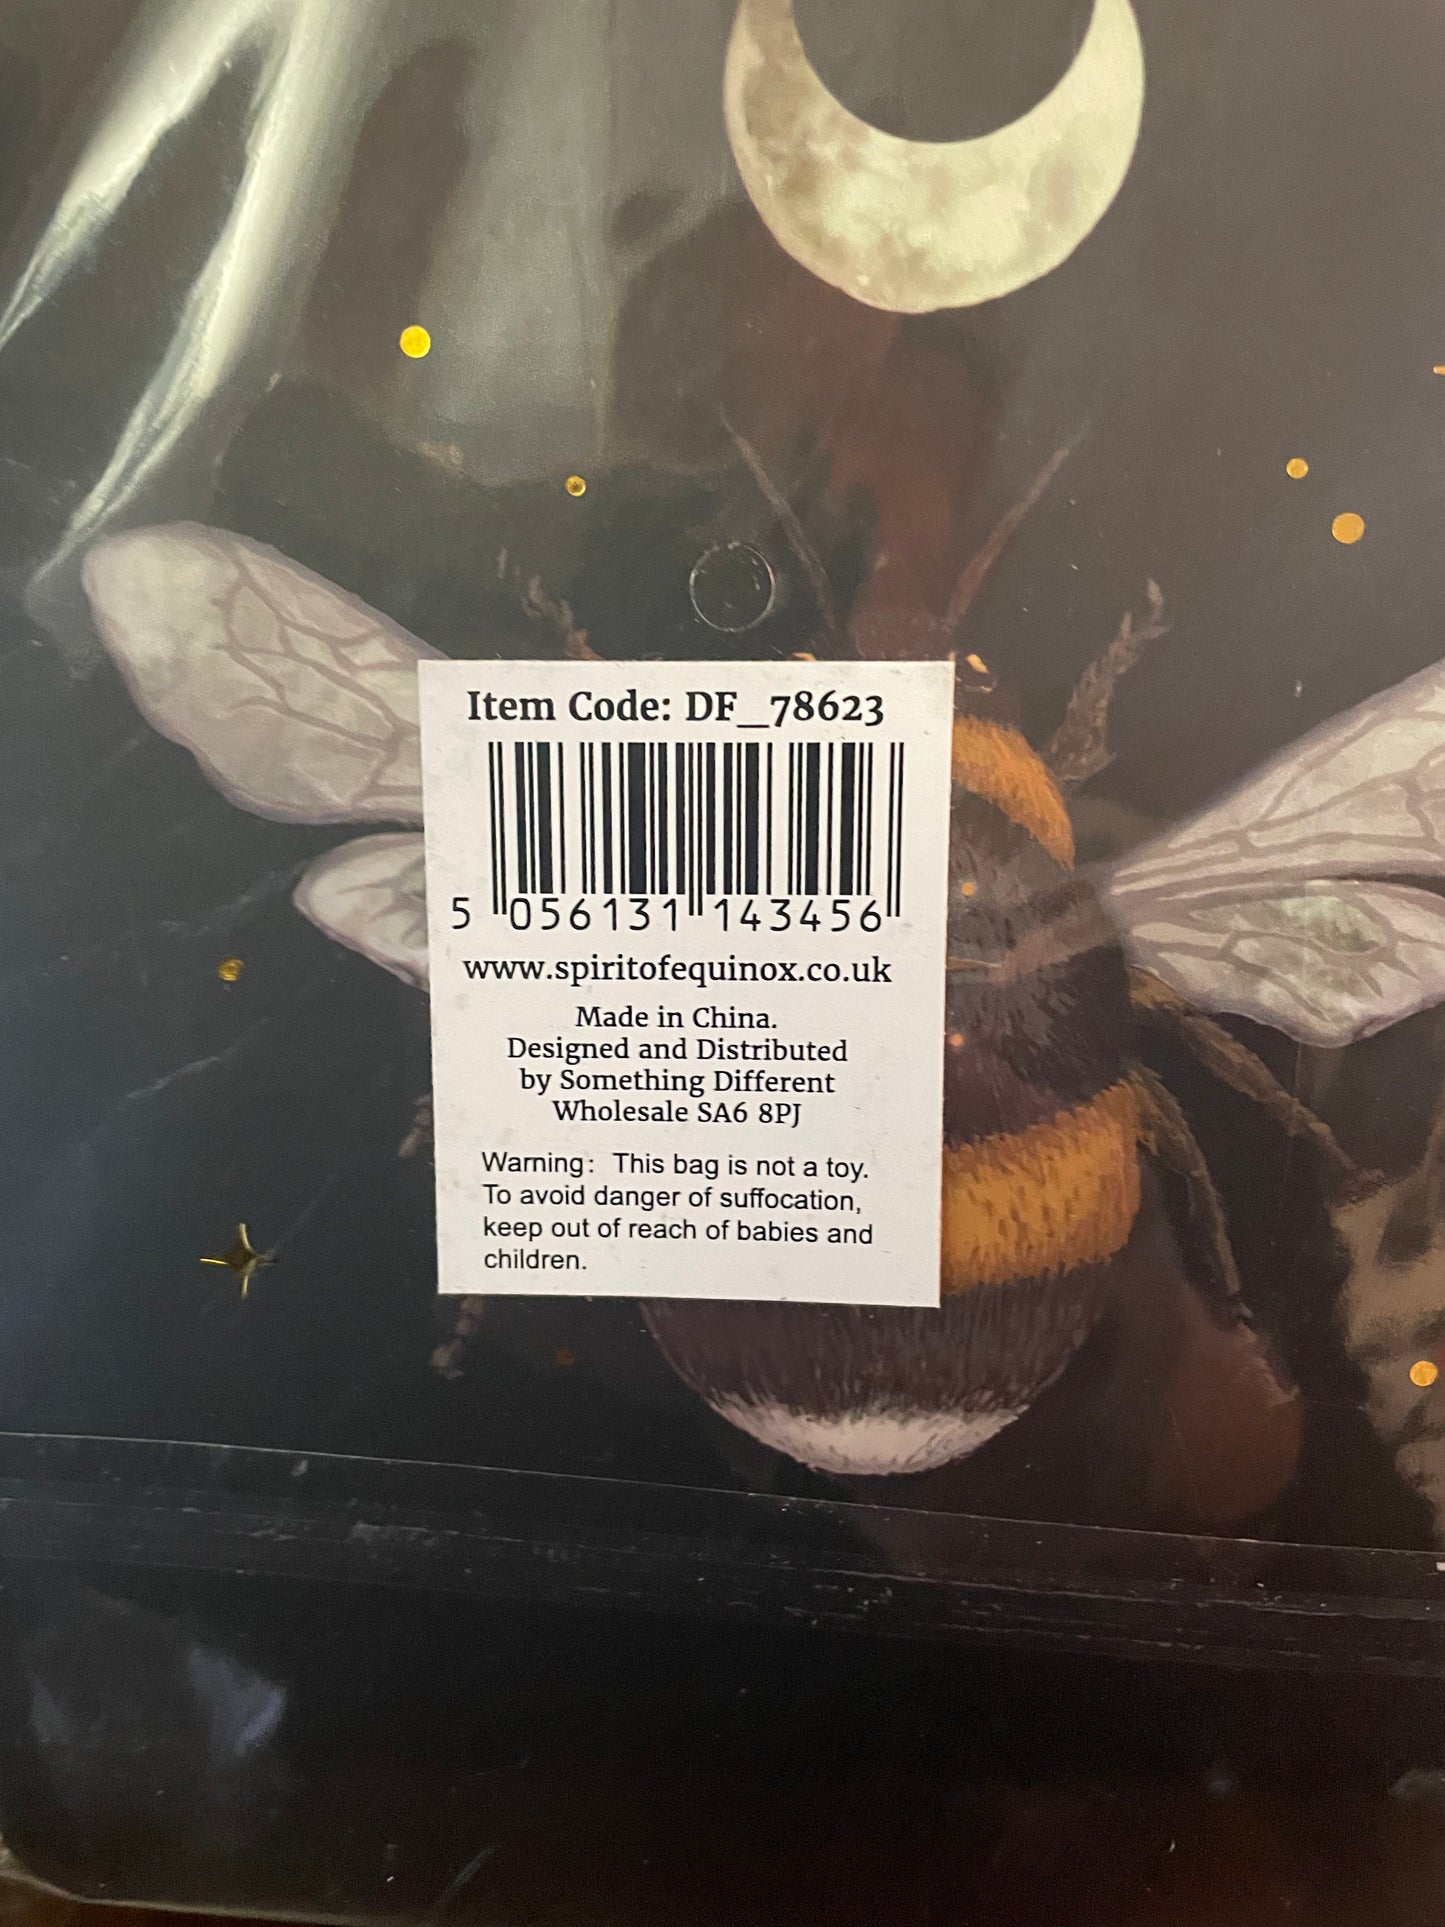 Item Code: DF_78623
5 056131 143456
www.spiritofequinox.co.uk
Made in China.
Designed and Distributed
by Something Different
Wholesale SA6 8PJ
Warning: This bag is not a toy.
To avoid danger of suffocation,
keep out of reach of babies and
children.